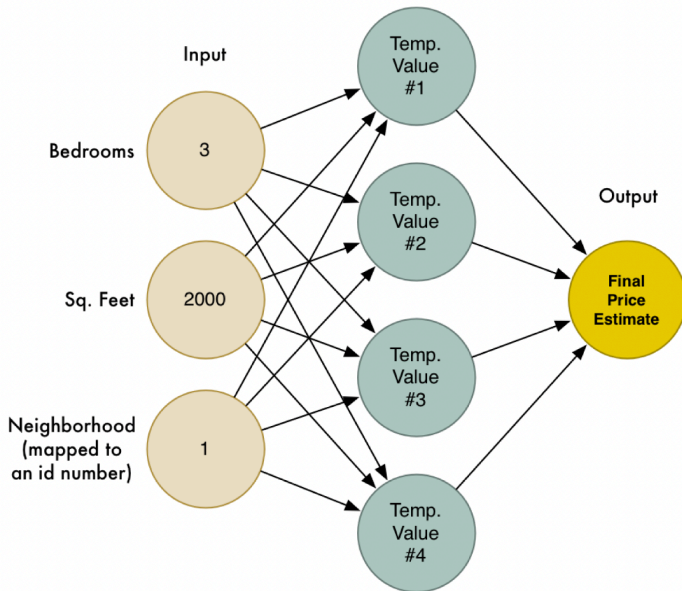 Input
Bedrooms
3
Sq. Feet
2000
Neighborhood
(mapped to
an id number)
1
Temp.
Value
#1
Temp.
Value
#2
Temp.
Value
#3
Temp.
Value
#4
Output
Final
Price
Estimate